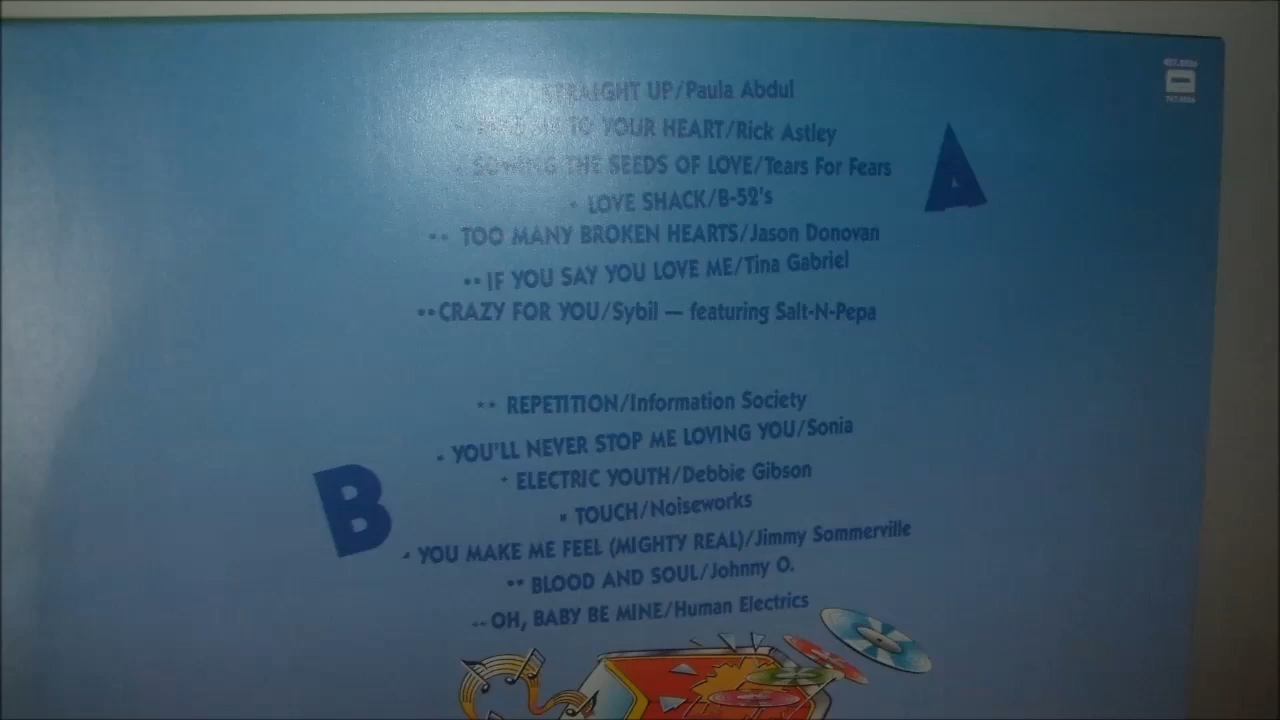 STRAIGHT UP/Paula Abdul
TO YOUR HEART/Rick Astley
SOWING THE SEEDS OF LOVE/Tears For Fears
LOVE SHACK/B-52's
A
•• TOO MANY BROKEN HEARTS/Jason Donovan
•• IF YOU SAY YOU LOVE ME/Tina Gabriel
•• CRAZY FOR YOU/Sybil — featuring Salt-N-Pepa
•• REPETITION/Information Society
• YOU'LL NEVER STOP ME LOVING YOU/Sonia
• ELECTRIC YOUTH/Debbie Gibson
B
• TOUCH/Noiseworks
• YOU MAKE ME FEEL (MIGHTY REAL)/Jimmy Sommerville
•• BLOOD AND SOUL/Johnny O.
•• OH, BABY BE MINE/Human Electrics